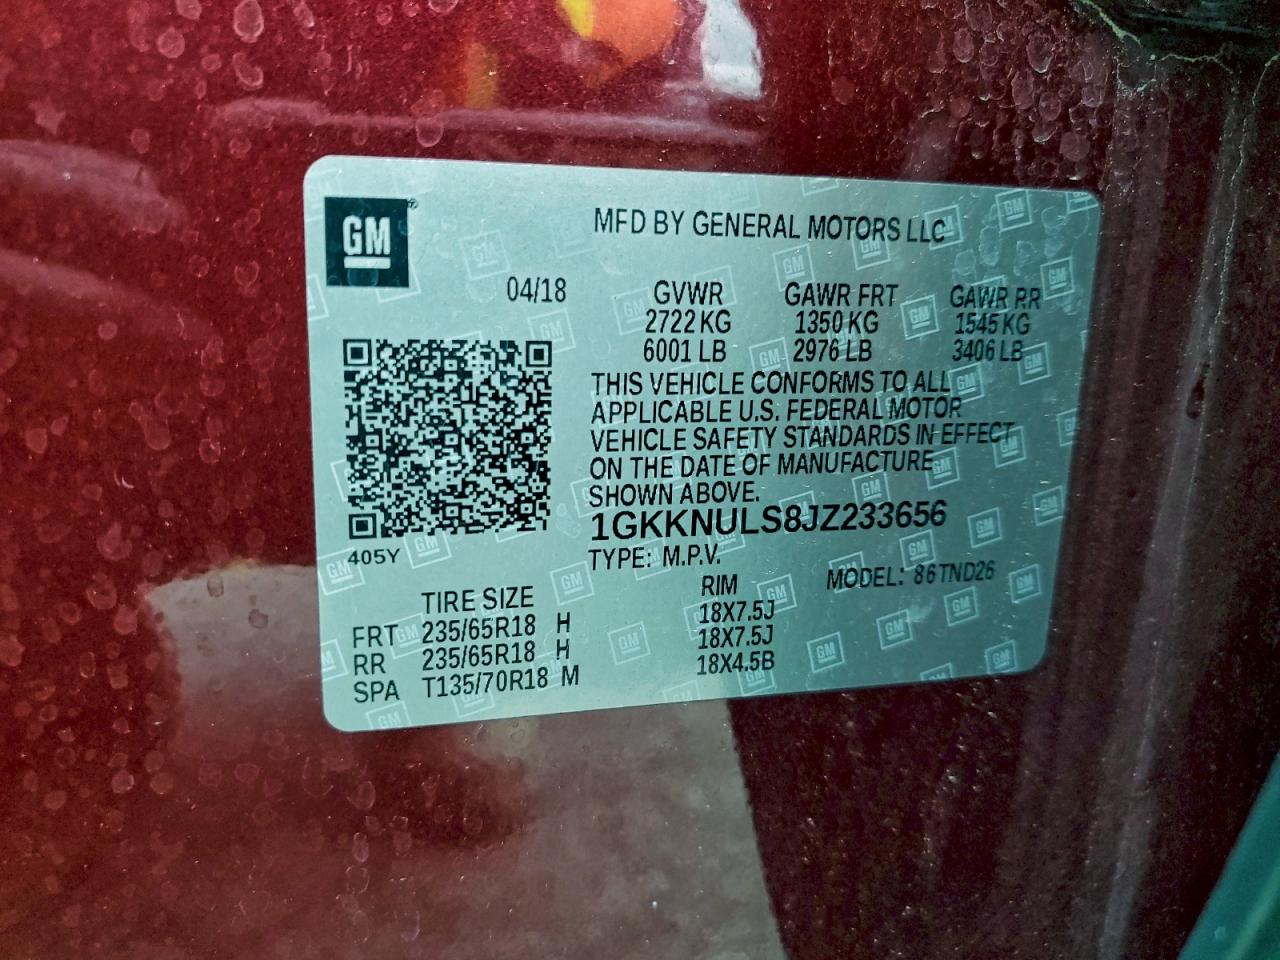 GM
MFD BY GENERAL MOTORS LLC
04/18 GVWR GAWR FRT GAWR RR
2722 KG 1350 KG 1545 KG
6001 LB 2976 LB 3406 LB
THIS VEHICLE CONFORMS TO ALL
APPLICABLE U.S. FEDERAL MOTOR
VEHICLE SAFETY STANDARDS IN EFFECT
ON THE DATE OF MANUFACTURE
SHOWN ABOVE.
1GKKNULS8JZ233656
405Y
TYPE: M.P.V. MODEL: 86TND26
TIRE SIZE RIM
FRT 235/65R18 H 18X7.5J
RR 235/65R18 H 18X7.5J
SPA T135/70R18 M 18X4.5B